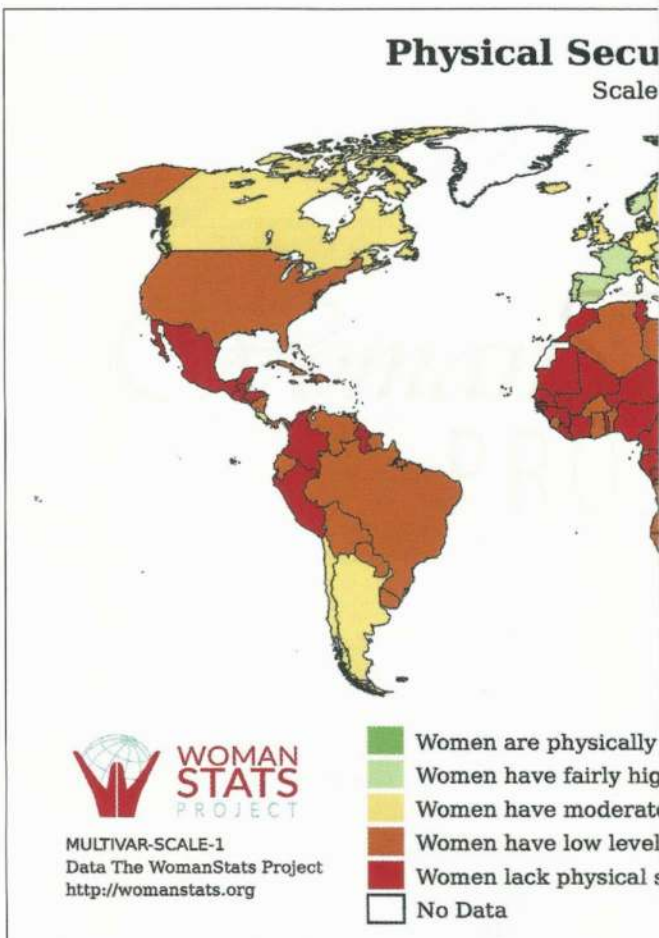 Physical Secu
Scale
WOMAN
STATS
PROJECT
MULTIVAR-SCALE-1
Data The WomanStats Project
http://womanstats.org
Women are physically
Women have fairly hig
Women have moderate
Women have low level
Women lack physical s
No Data